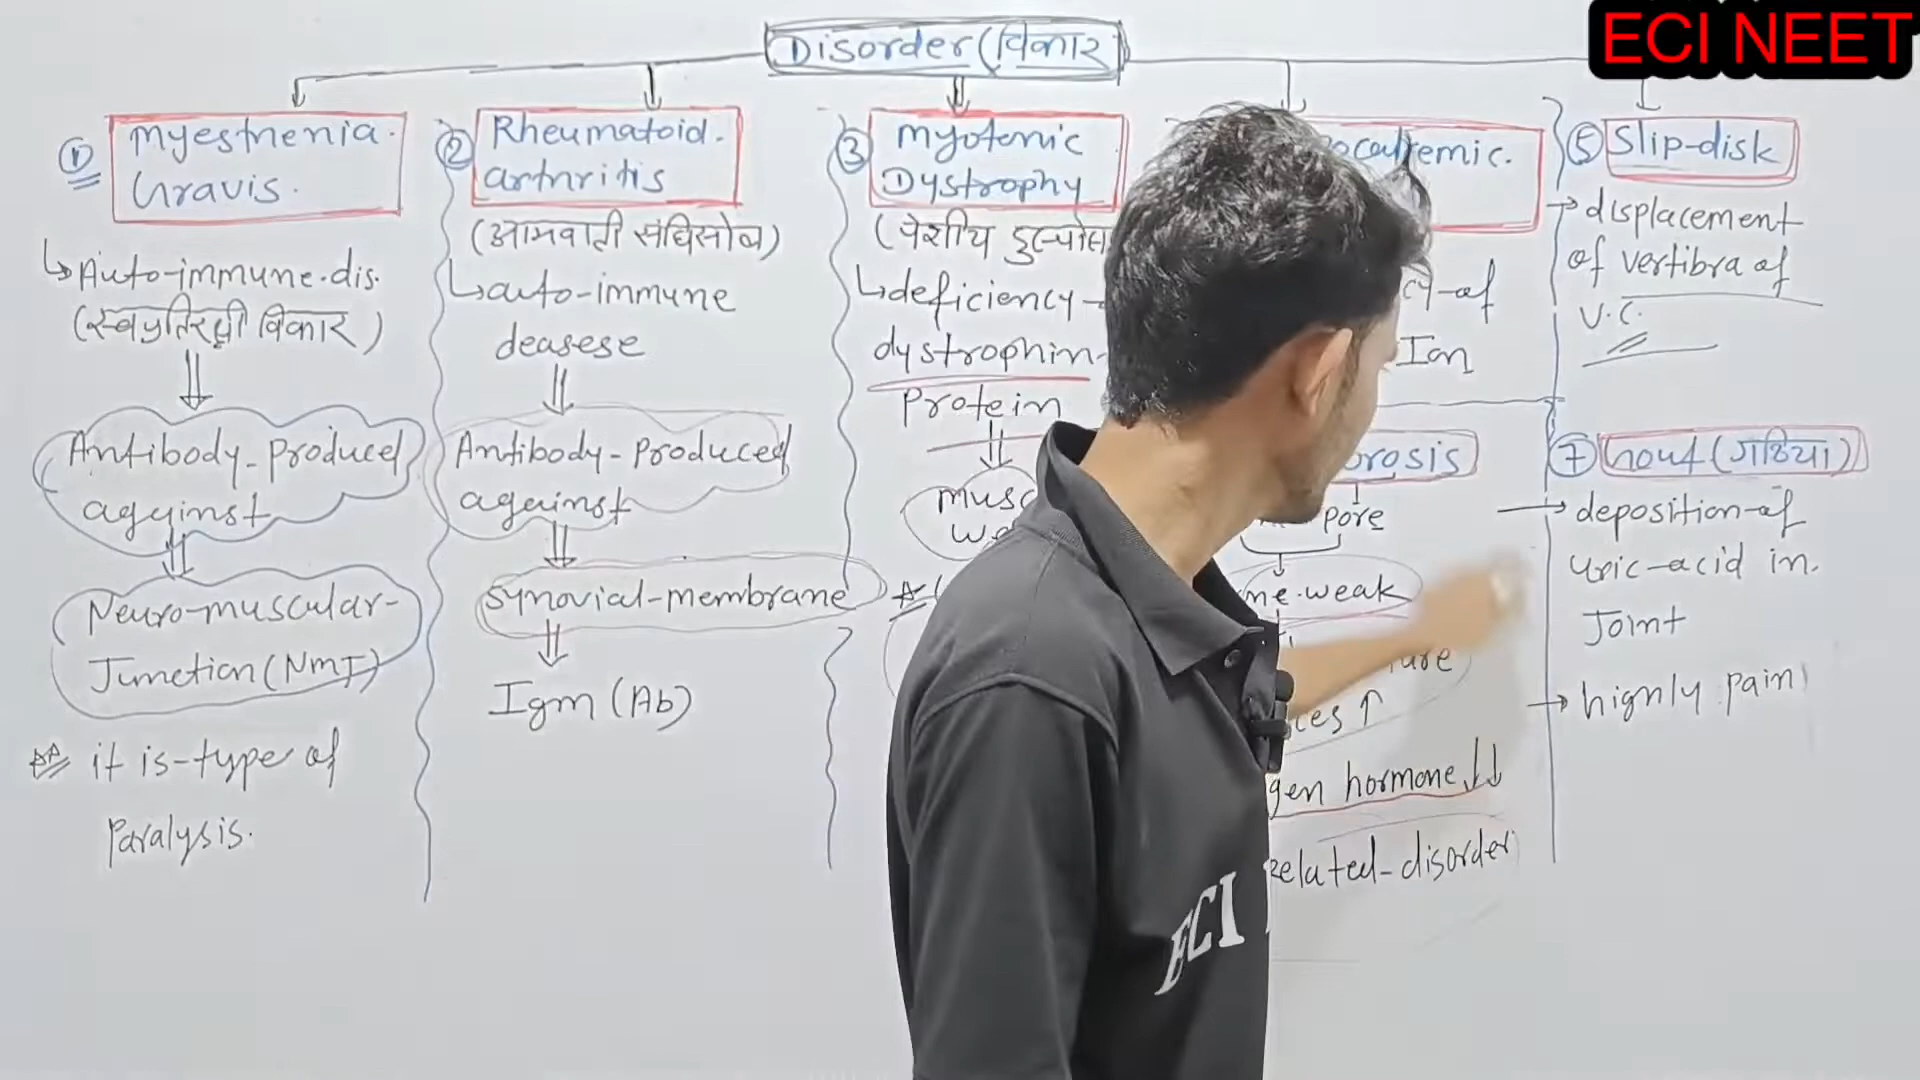 ECI NEET
Disorder (विकार
① Myesthenia
Gravis.
↳ Auto-immune.dis.
(स्वप्रतिरक्षी विकार)
Antibody-produced
against
Neuro-muscular-
Junction (NmJ)
it is-type of
Paralysis.
② Rheumatoid.
arthritis
(आमवाती संधिसोथ)
↳ auto-immune
deasese
Antibody-produced
against
Synovial-membrane
Igm (Ab)
③ Myotonic
Dystrophy
(पेशीय
↳ deficiency-
dystrophin-
Protein
Ion
pore
weak
hormone ↓↓
Related-disorder
⑤ Slip-disk
→ displacement
of vertibra of
V.C.
⑦ Gout (गठिया)
→ deposition-of
uric-acid in.
Joint
→ highly pain
ECI